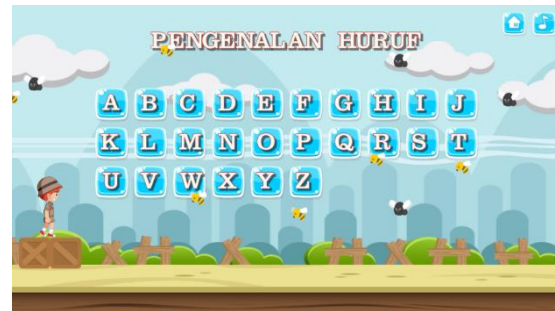 PENGENALAN HURUF
A B C D E F G H I J
K L M N O P Q R S T
U V W X Y Z